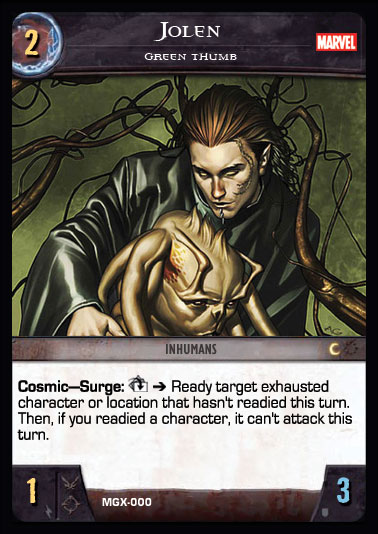 2
Jolen
MARVEL
Green Thumb
INHUMANS
C
Cosmic—Surge: ➔ Ready target exhausted
character or location that hasn't readied this turn.
Then, if you readied a character, it can't attack this
turn.
1
MGX-000
3